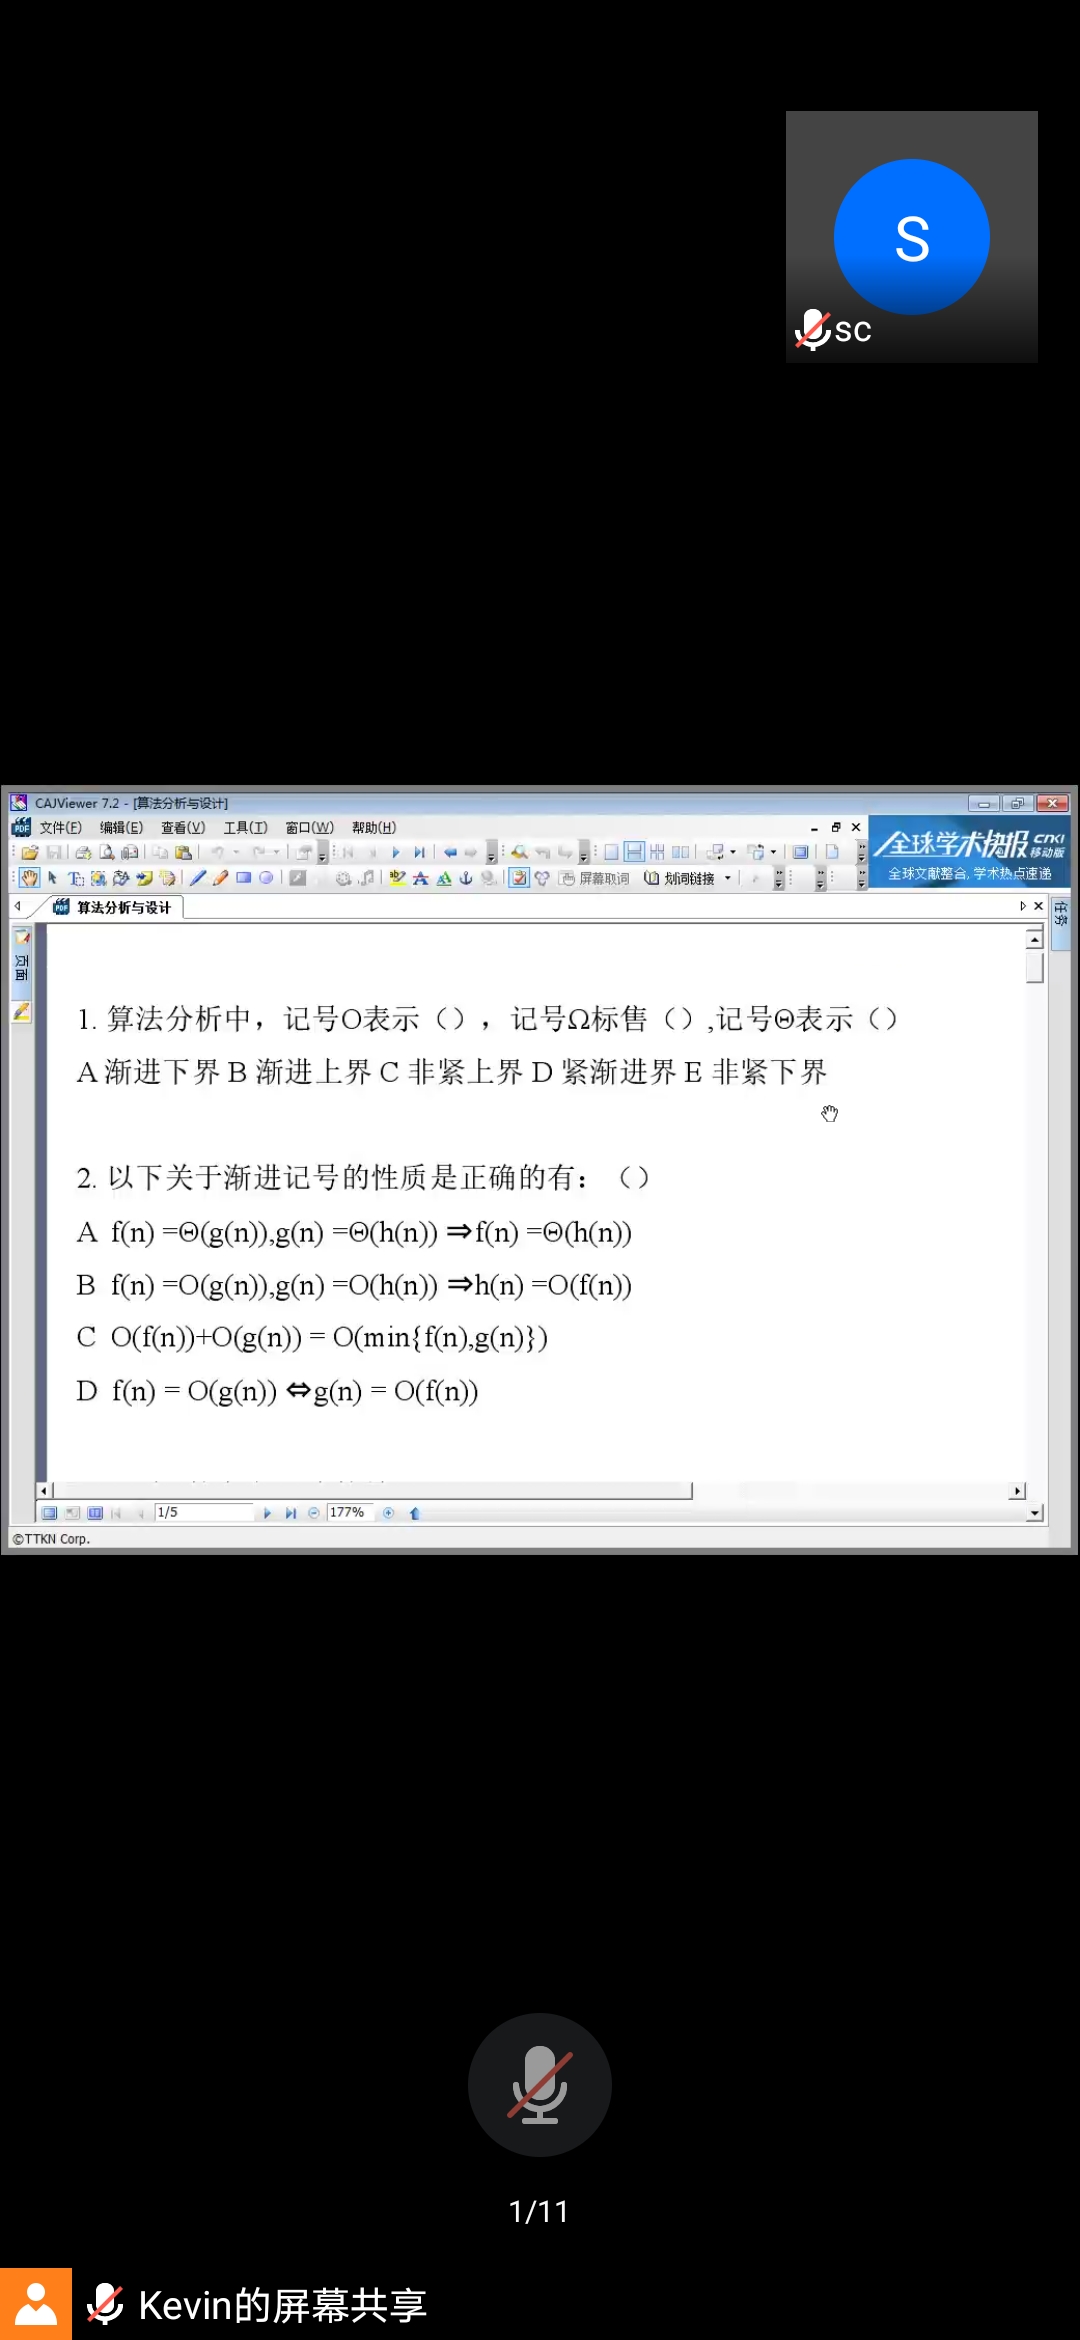 S
sc
CAJViewer 7.2 - [算法分析与设计]
文件(F) 编辑(E) 查看(V) 工具(T) 窗口(W) 帮助(H)
全球学术快报 CNKI 移动版
全球文献整合, 学术热点速递
屏幕取词 划词链接
算法分析与设计
任务
页面
1. 算法分析中，记号O表示（），记号Ω标售（）,记号Θ表示（）
A 渐进下界 B 渐进上界 C 非紧上界 D 紧渐进界 E 非紧下界
2. 以下关于渐进记号的性质是正确的有：（）
A f(n) =Θ(g(n)),g(n) =Θ(h(n)) ⇒f(n) =Θ(h(n))
B f(n) =O(g(n)),g(n) =O(h(n)) ⇒h(n) =O(f(n))
C O(f(n))+O(g(n)) = O(min{f(n),g(n)})
D f(n) = O(g(n)) ⇔g(n) = O(f(n))
1/5 177%
©TTKN Corp.
1/11
Kevin的屏幕共享